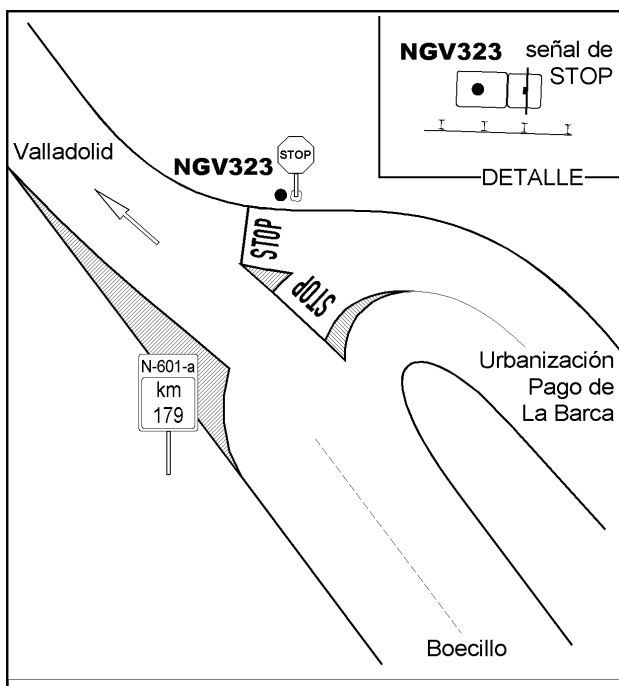 NGV323
señal de
STOP
DETALLE
Valladolid
NGV323
STOP
STOP
STOP
N-601-a
km
179
Urbanización
Pago de
La Barca
Boecillo